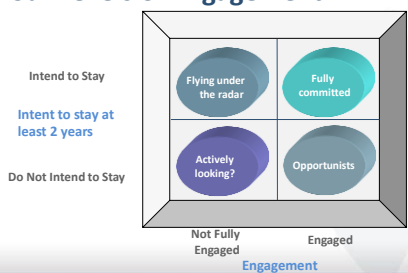 Intend to Stay
Flying under
the radar
Fully
committed
Intent to stay at
least 2 years
Actively
looking?
Opportunists
Do Not Intend to Stay
Not Fully
Engaged
Engaged
Engagement